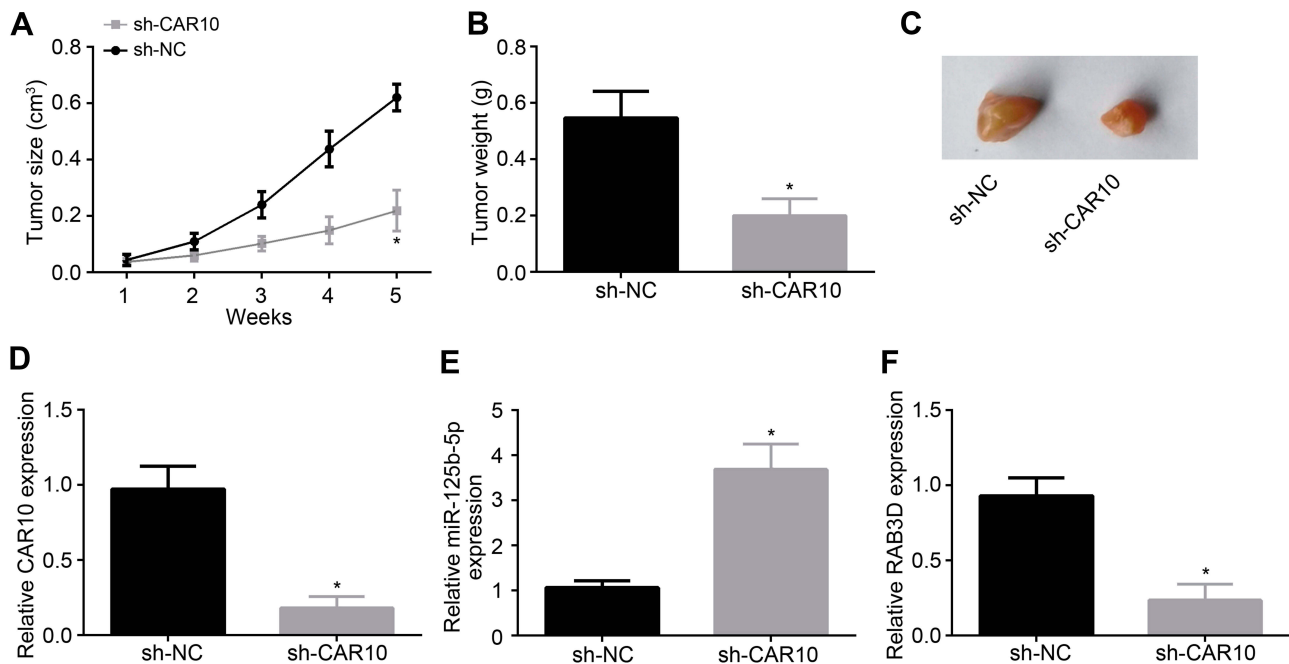 A
sh-CAR10
sh-NC
Tumor size (cm³)
0.8
0.6
0.4
0.2
0.0
*
1 2 3 4 5
Weeks
B
Tumor weight (g)
0.8
0.6
0.4
0.2
0.0
*
sh-NC sh-CAR10
C
sh-NC
sh-CAR10
D
Relative CAR10 expression
1.5
1.0
0.5
0.0
*
sh-NC sh-CAR10
E
Relative miR-125b-5p
expression
5
4
3
2
1
0
*
sh-NC sh-CAR10
F
Relative RAB3D expression
1.5
1.0
0.5
0.0
*
sh-NC sh-CAR10